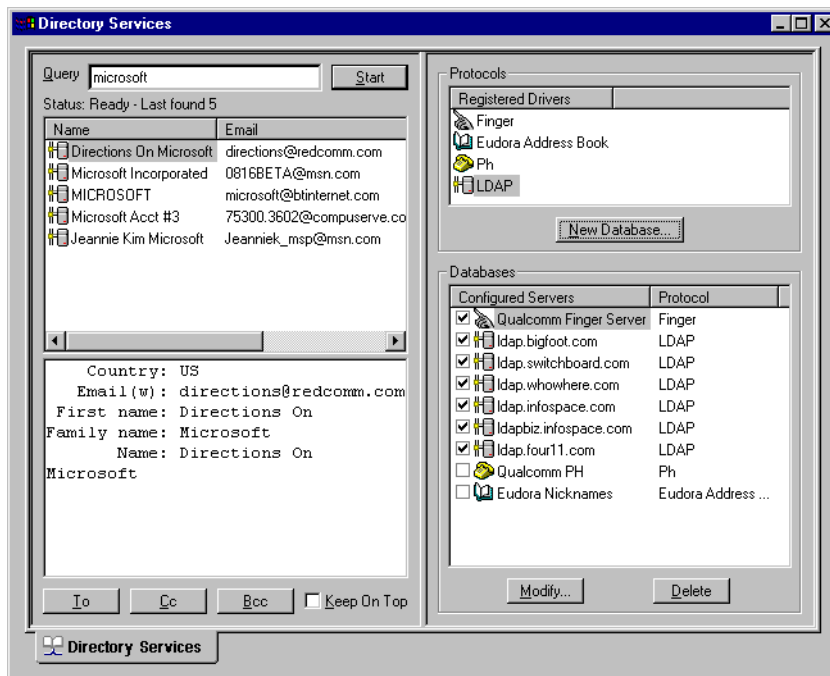 Directory Services
Query microsoft Start
Status: Ready - Last found 5
Name Email
Directions On Microsoft directions@redcomm.com
Microsoft Incorporated 0816BETA@msn.com
MICROSOFT microsoft@btinternet.com
Microsoft Acct #3 75300.3602@compuserve.co
Jeannie Kim Microsoft Jeanniek_msp@msn.com
Country: US
Email(w): directions@redcomm.com
First name: Directions On
Family name: Microsoft
Name: Directions On
Microsoft
To Cc Bcc Keep On Top
Protocols
Registered Drivers
Finger
Eudora Address Book
Ph
LDAP
New Database...
Databases
Configured Servers Protocol
Qualcomm Finger Server Finger
ldap.bigfoot.com LDAP
ldap.switchboard.com LDAP
ldap.whowhere.com LDAP
ldap.infospace.com LDAP
ldapbiz.infospace.com LDAP
ldap.four11.com LDAP
Qualcomm PH Ph
Eudora Nicknames Eudora Address ...
Modify... Delete
Directory Services